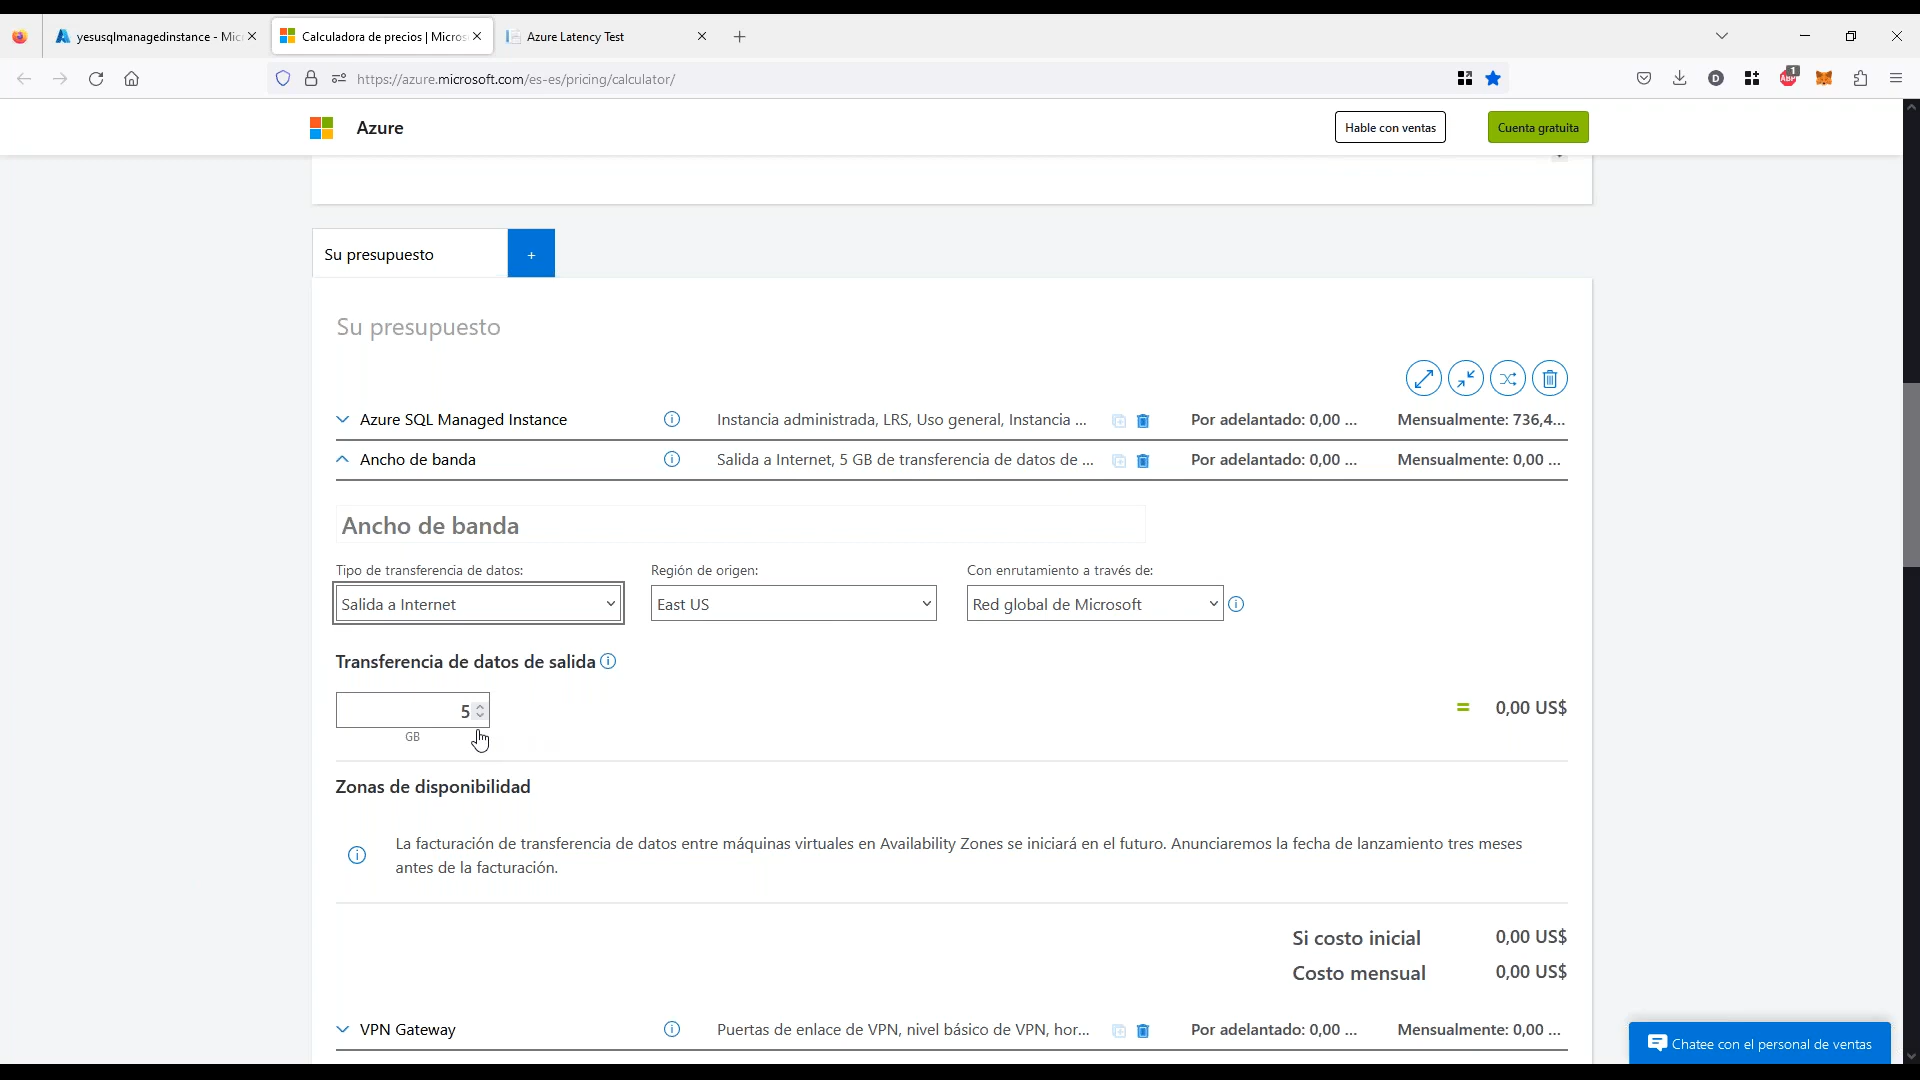 yesusqlmanagedinstance - Mic
Calculadora de precios | Micros
Azure Latency Test
https://azure.microsoft.com/es-es/pricing/calculator/
D
1
ABP
Azure
Hable con ventas
Cuenta gratuita
Su presupuesto
+
Su presupuesto
Azure SQL Managed Instance
Instancia administrada, LRS, Uso general, Instancia ...
Por adelantado: 0,00 ...
Mensualmente: 736,4...
Ancho de banda
Salida a Internet, 5 GB de transferencia de datos de ...
Por adelantado: 0,00 ...
Mensualmente: 0,00 ...
Ancho de banda
Tipo de transferencia de datos:
Región de origen:
Con enrutamiento a través de:
Salida a Internet
East US
Red global de Microsoft
Transferencia de datos de salida
5
= 0,00 US$
GB
Zonas de disponibilidad
La facturación de transferencia de datos entre máquinas virtuales en Availability Zones se iniciará en el futuro. Anunciaremos la fecha de lanzamiento tres meses
antes de la facturación.
Si costo inicial 0,00 US$
Costo mensual 0,00 US$
VPN Gateway
Puertas de enlace de VPN, nivel básico de VPN, hor...
Por adelantado: 0,00 ...
Mensualmente: 0,00 ...
Chatee con el personal de ventas